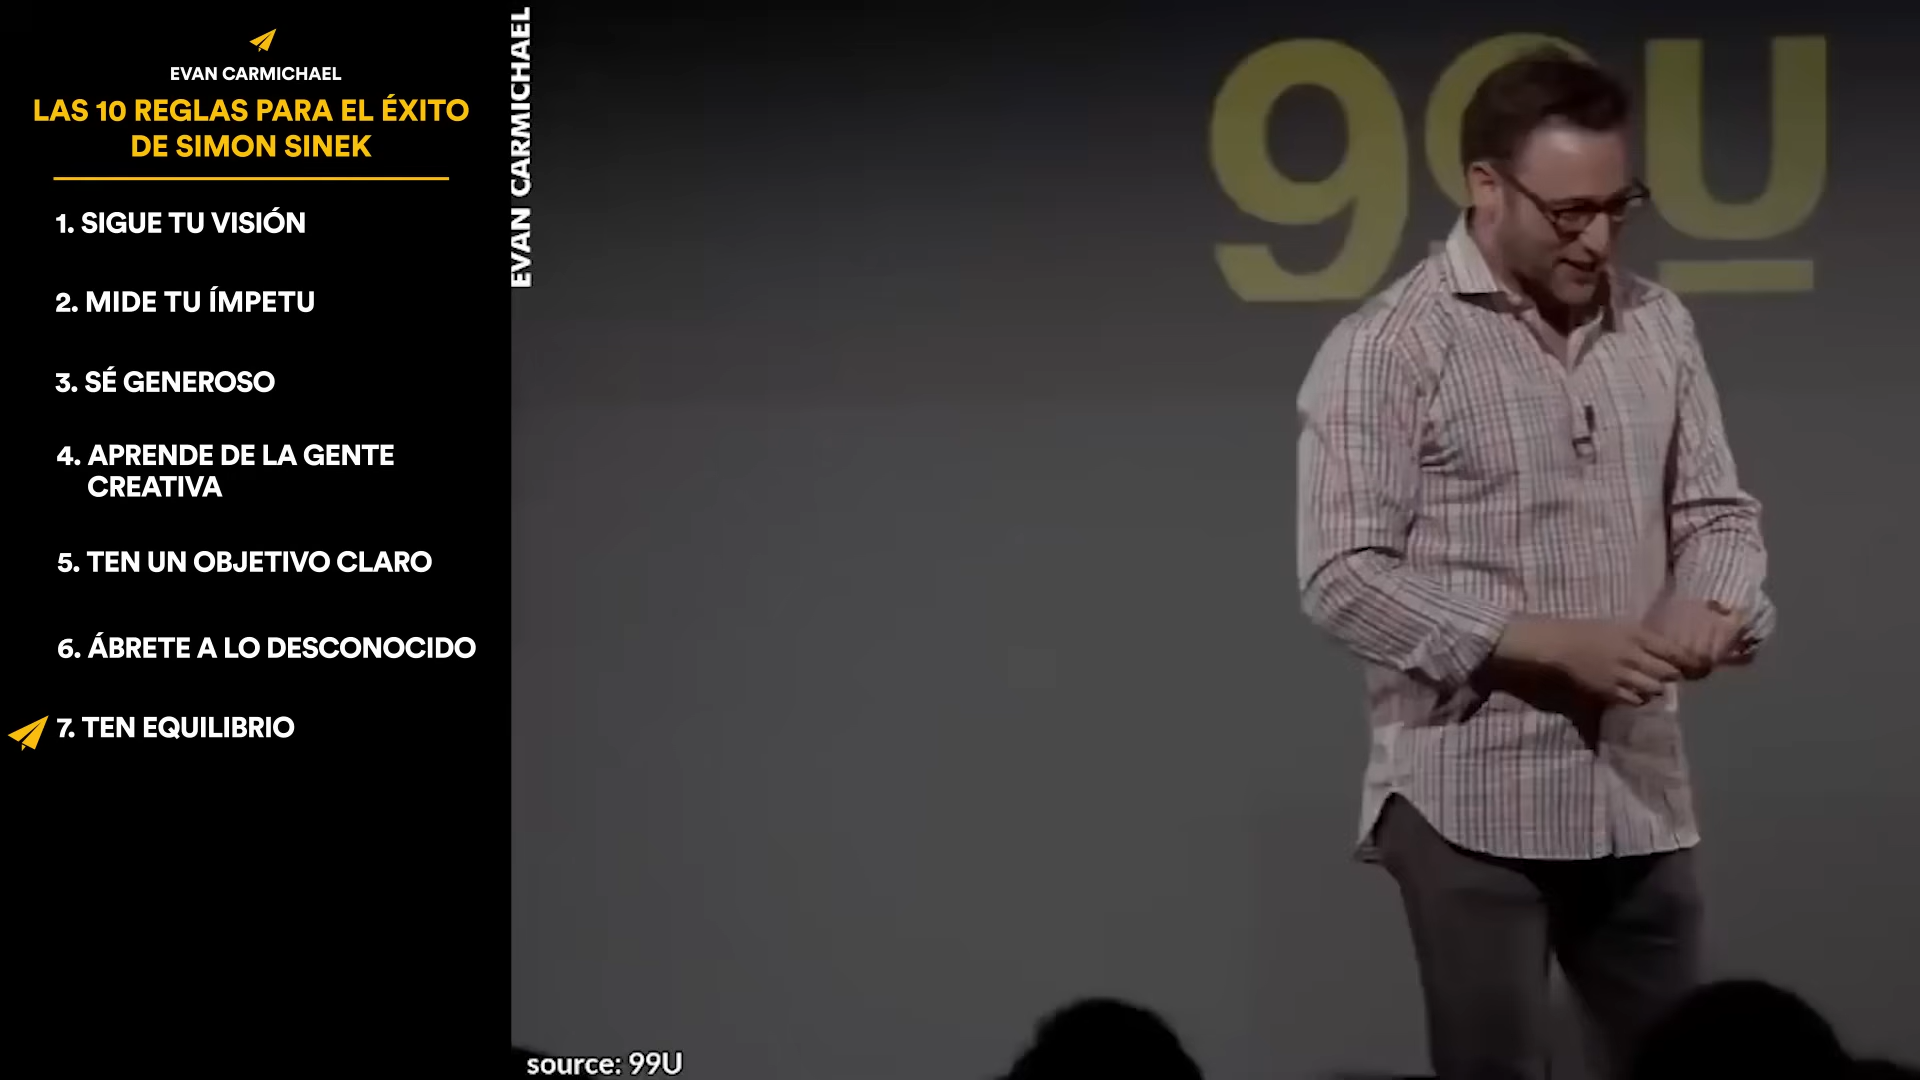 EVAN CARMICHAEL
LAS 10 REGLAS PARA EL ÉXITO
DE SIMON SINEK
1. SIGUE TU VISIÓN
2. MIDE TU ÍMPETU
3. SÉ GENEROSO
4. APRENDE DE LA GENTE
CREATIVA
5. TEN UN OBJETIVO CLARO
6. ÁBRETE A LO DESCONOCIDO
7. TEN EQUILIBRIO
EVAN CARMICHAEL
99U
source: 99U